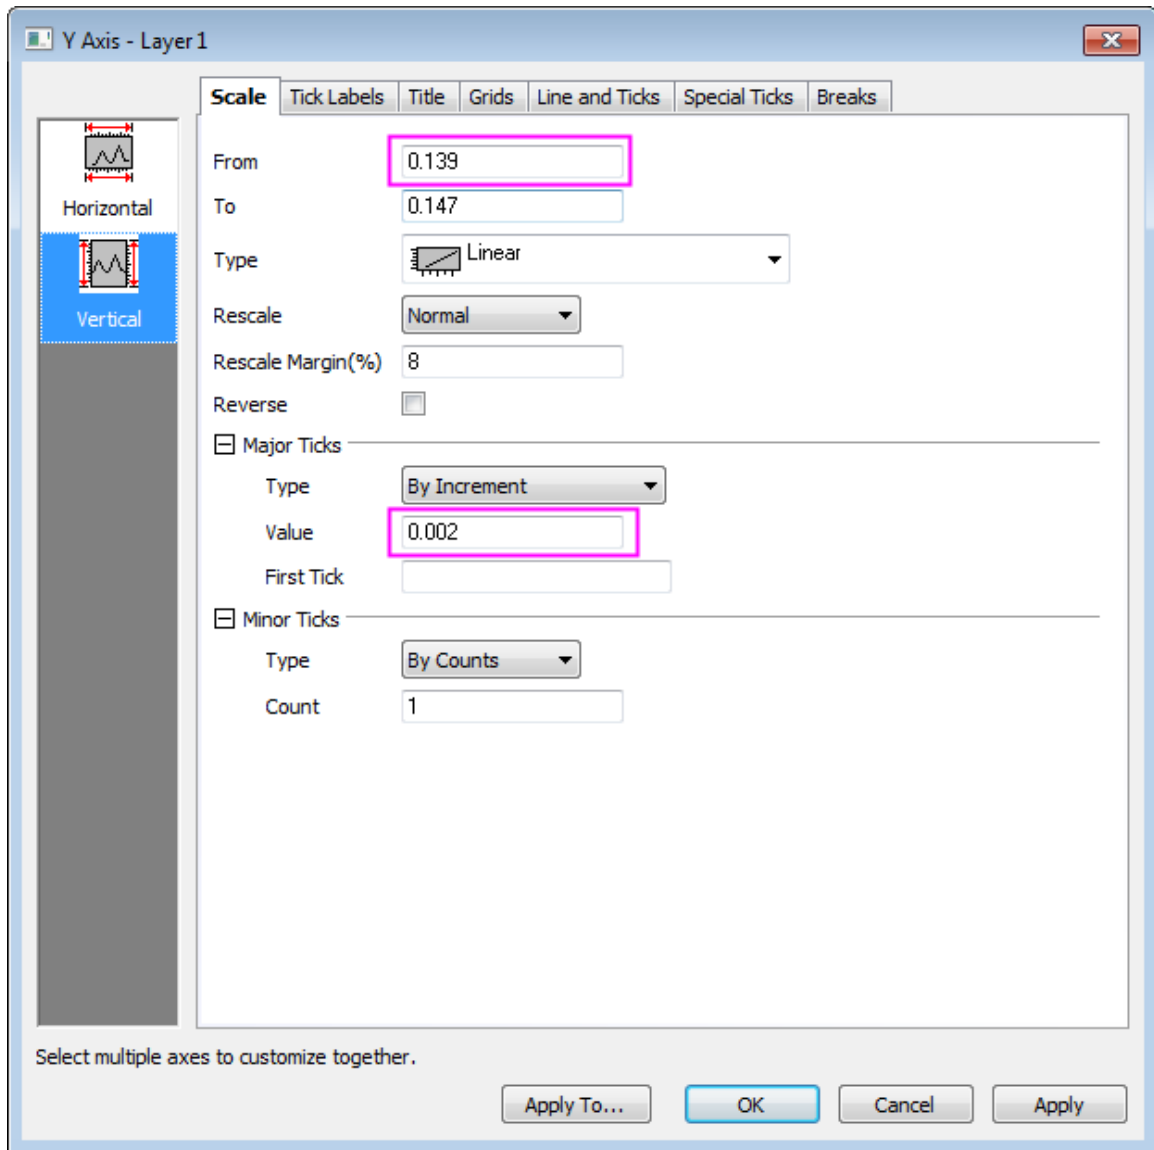 Y Axis - Layer1
Scale Tick Labels Title Grids Line and Ticks Special Ticks Breaks
Horizontal
Vertical
From 0.139
To 0.147
Type Linear
Rescale Normal
Rescale Margin(%) 8
Reverse
Major Ticks
Type By Increment
Value 0.002
First Tick
Minor Ticks
Type By Counts
Count 1
Select multiple axes to customize together.
Apply To... OK Cancel Apply